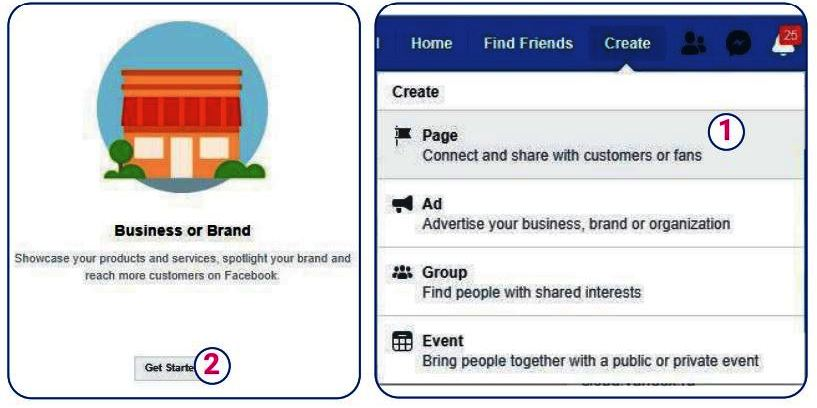 Business or Brand
Showcase your products and services, spotlight your brand and
reach more customers on Facebook.
Get Starte
2
Home Find Friends Create 25
Create
1
Page
Connect and share with customers or fans
Ad
Advertise your business, brand or organization
Group
Find people with shared interests
Event
Bring people together with a public or private event